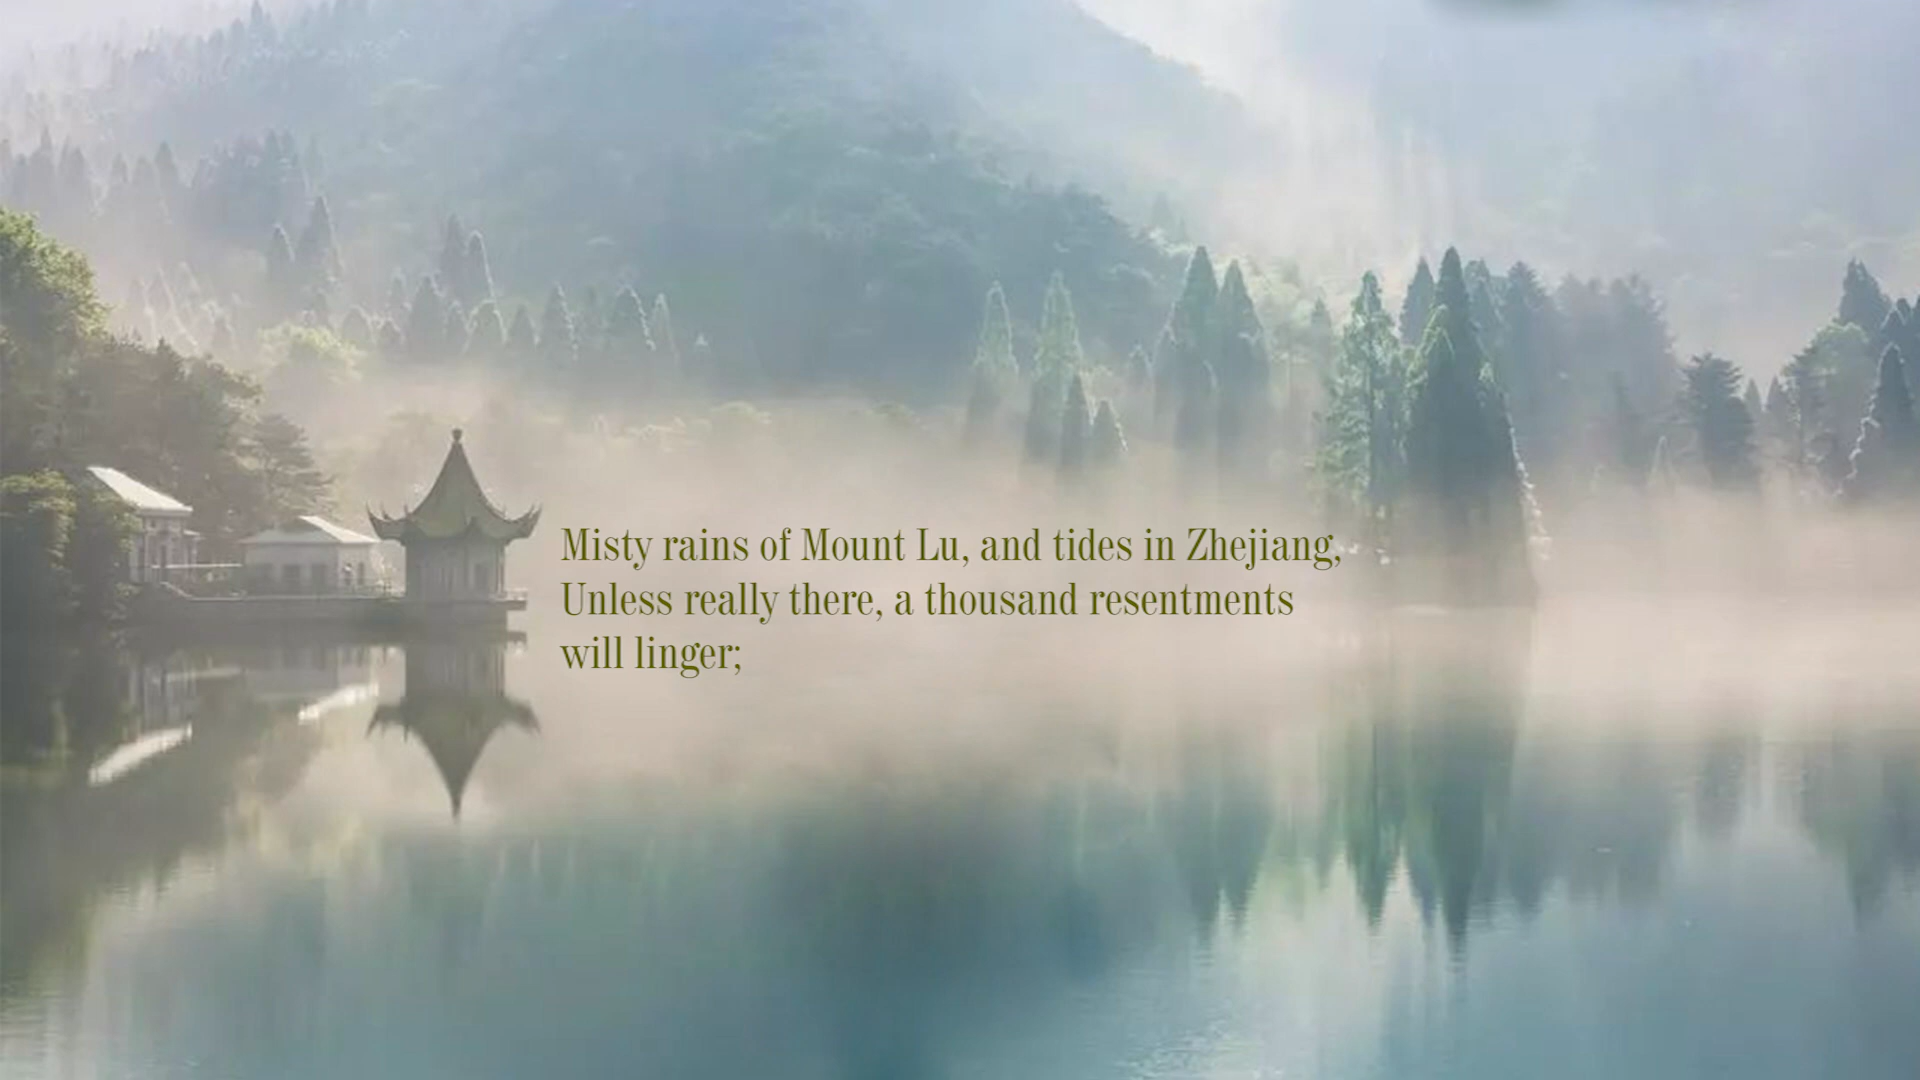 Misty rains of Mount Lu, and tides in Zhejiang,
Unless really there, a thousand resentments
will linger;